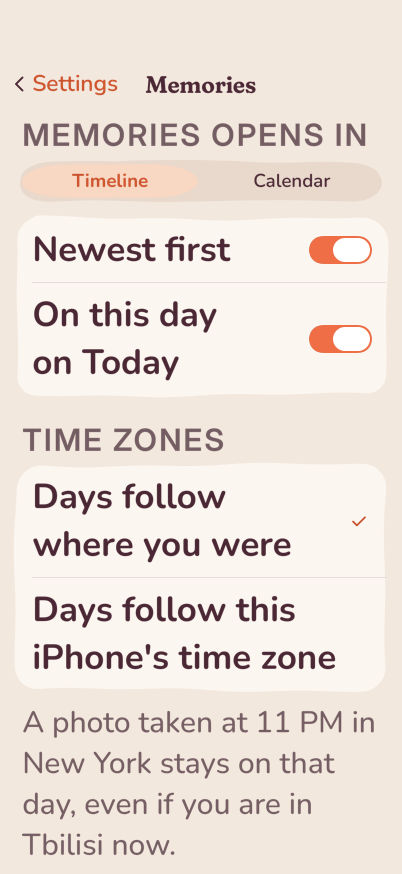 Settings
Memories
MEMORIES OPENS IN
Timeline
Calendar
Newest first
On this day
on Today
TIME ZONES
Days follow
where you were
Days follow this
iPhone's time zone
A photo taken at 11 PM in
New York stays on that
day, even if you are in
Tbilisi now.